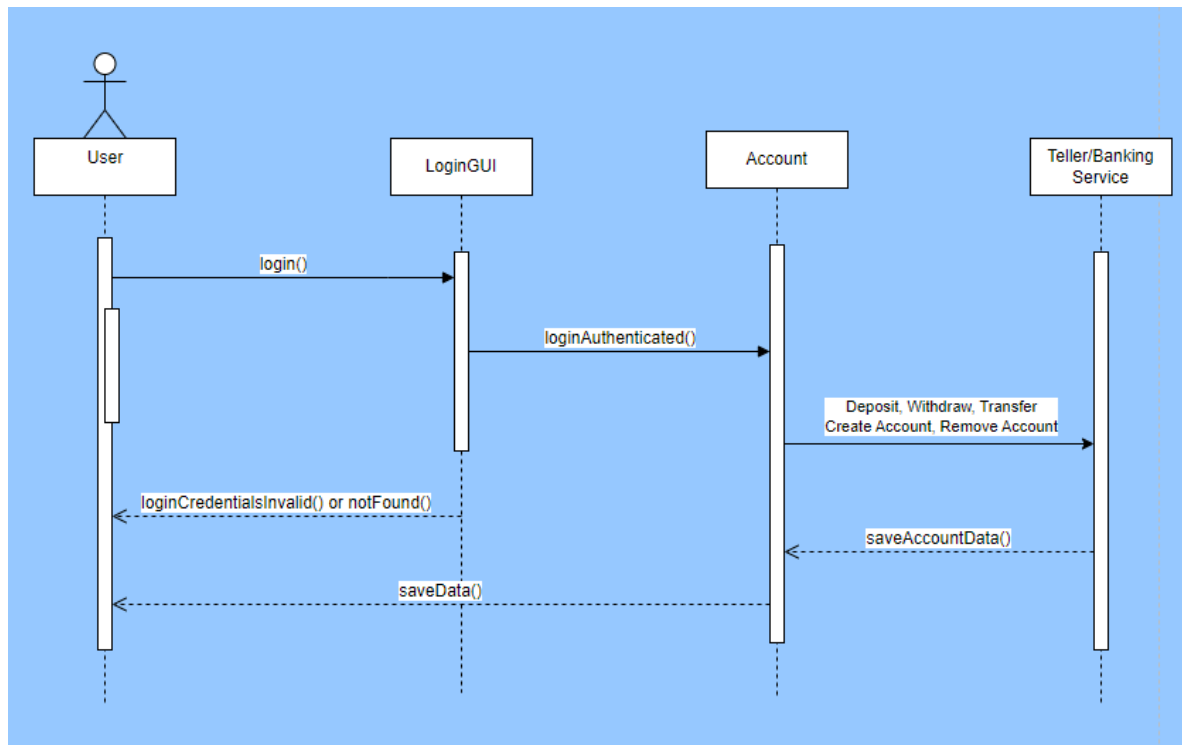 User
LoginGUI
Account
Teller/Banking
Service
login()
loginAuthenticated()
Deposit, Withdraw, Transfer
Create Account, Remove Account
loginCredentialsInvalid() or notFound()
saveAccountData()
saveData()